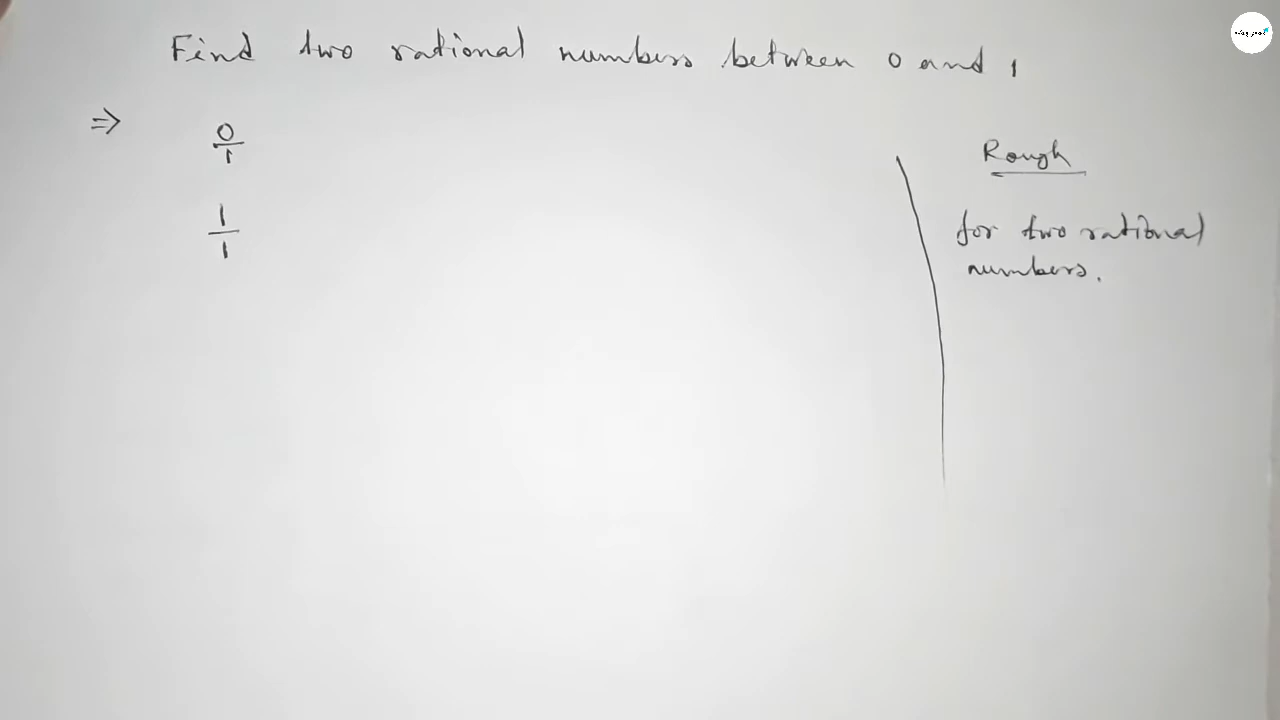 Find two rational numbers between 0 and 1
⇒ 0/1
1/1
Rough
for two rational
numbers.